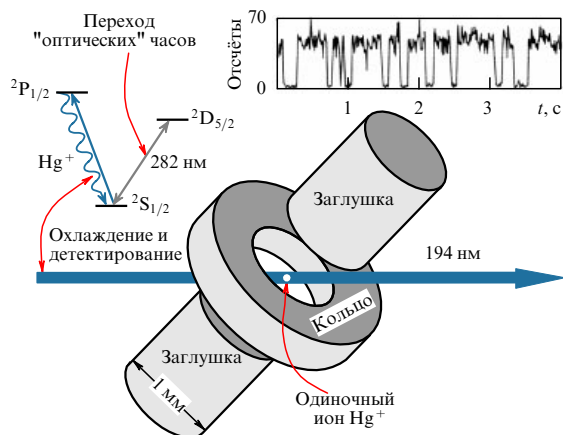 Переход
"оптических" часов
²P₁/₂
²D₅/₂
Hg⁺
282 нм
²S₁/₂
Охлаждение и
детектирование
Отсчёты
70
0
1
2
3
t, с
Заглушка
194 нм
Кольцо
Заглушка
1 мм
Одиночный
ион Hg⁺